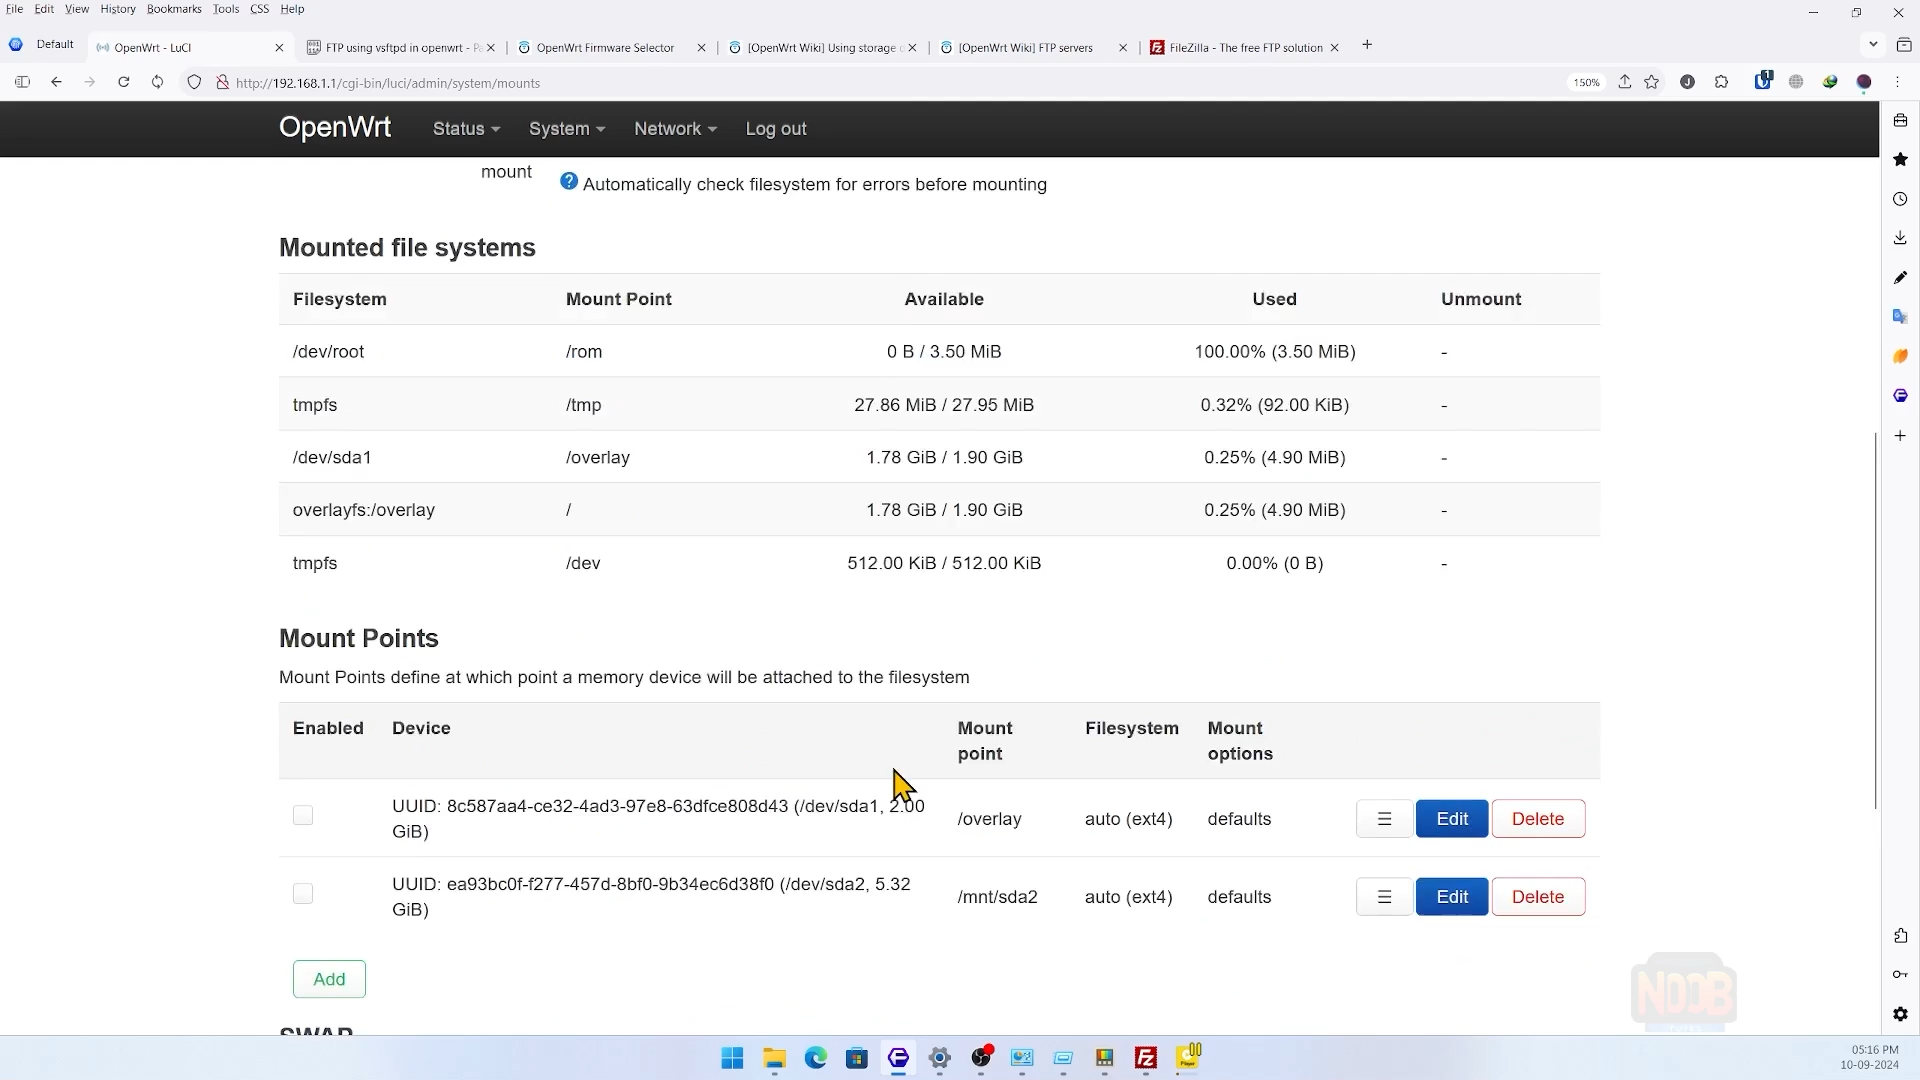 File Edit View History Bookmarks Tools CSS Help
Default
OpenWrt - LuCI
FTP using vsftpd in openwrt - Pa
OpenWrt Firmware Selector
[OpenWrt Wiki] Using storage
[OpenWrt Wiki] FTP servers
FileZilla - The free FTP solution
http://192.168.1.1/cgi-bin/luci/admin/system/mounts
150%
OpenWrt Status System Network Log out
mount
Automatically check filesystem for errors before mounting
Mounted file systems
Filesystem Mount Point Available Used Unmount
/dev/root /rom 0 B / 3.50 MiB 100.00% (3.50 MiB) -
tmpfs /tmp 27.86 MiB / 27.95 MiB 0.32% (92.00 KiB) -
/dev/sda1 /overlay 1.78 GiB / 1.90 GiB 0.25% (4.90 MiB) -
overlayfs:/overlay / 1.78 GiB / 1.90 GiB 0.25% (4.90 MiB) -
tmpfs /dev 512.00 KiB / 512.00 KiB 0.00% (0 B) -
Mount Points
Mount Points define at which point a memory device will be attached to the filesystem
Enabled Device Mount point Filesystem Mount options
UUID: 8c587aa4-ce32-4ad3-97e8-63dfce808d43 (/dev/sda1, 2.00
GiB)
/overlay auto (ext4) defaults ☰ Edit Delete
UUID: ea93bc0f-f277-457d-8bf0-9b34ec6d38f0 (/dev/sda2, 5.32
GiB)
/mnt/sda2 auto (ext4) defaults ☰ Edit Delete
Add
SWAP
NOOB
05:16 PM
10-09-2024